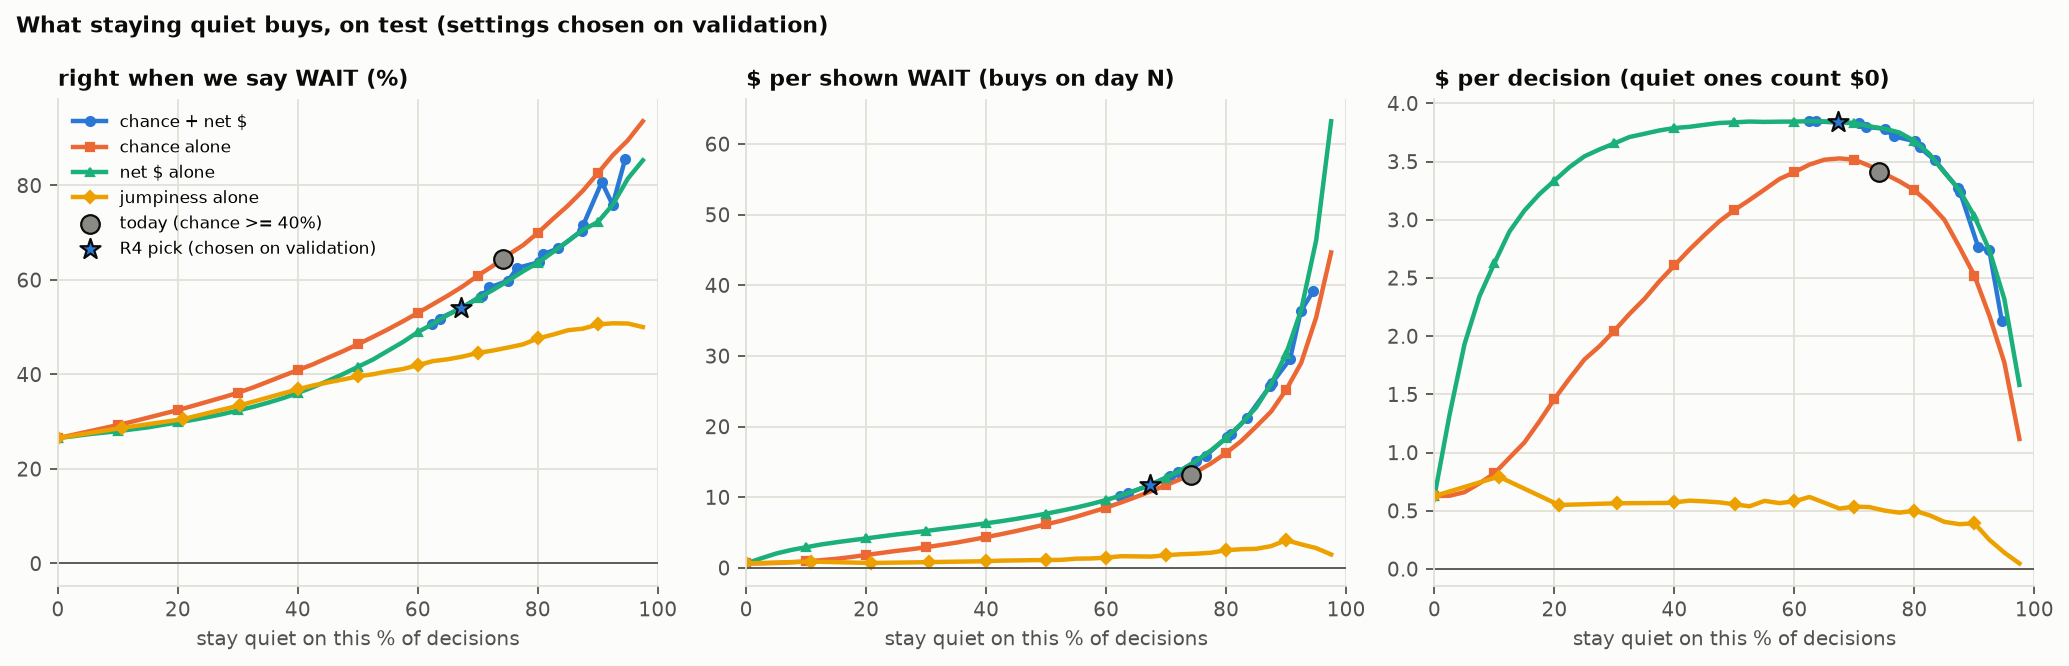 What staying quiet buys, on test (settings chosen on validation)
right when we say WAIT (%)
chance + net $
chance alone
net $ alone
jumpiness alone
today (chance >= 40%)
R4 pick (chosen on validation)
80
60
40
20
0
0 20 40 60 80 100
stay quiet on this % of decisions
$ per shown WAIT (buys on day N)
60
50
40
30
20
10
0
0 20 40 60 80 100
stay quiet on this % of decisions
$ per decision (quiet ones count $0)
4.0
3.5
3.0
2.5
2.0
1.5
1.0
0.5
0.0
0 20 40 60 80 100
stay quiet on this % of decisions